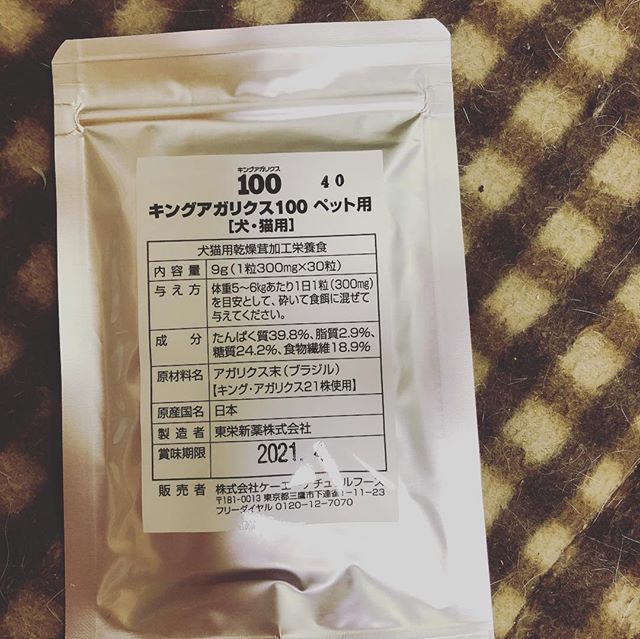 キングアガリクス
100 40
キングアガリクス100 ペット用
[犬・猫用]
犬猫用乾燥茸加工栄養食
内容量 9g(1粒300mg×30粒)
与え方 体重5~6kgあたり1日1粒(300mg)
を目安として、砕いて食餌に混ぜて
与えてください。
成分 たんぱく質39.8%、脂質2.9%、
糖質24.2%、食物繊維18.9%
原材料名 アガリクス末(ブラジル)
【キング・アガリクス21株使用】
原産国名 日本
製造者 東栄新薬株式会社
賞味期限 2021.
販売者 株式会社ケーエーナチュラルフーズ
〒181-0013 東京都三鷹市下連雀1-11-23
フリーダイヤル 0120-12-7070